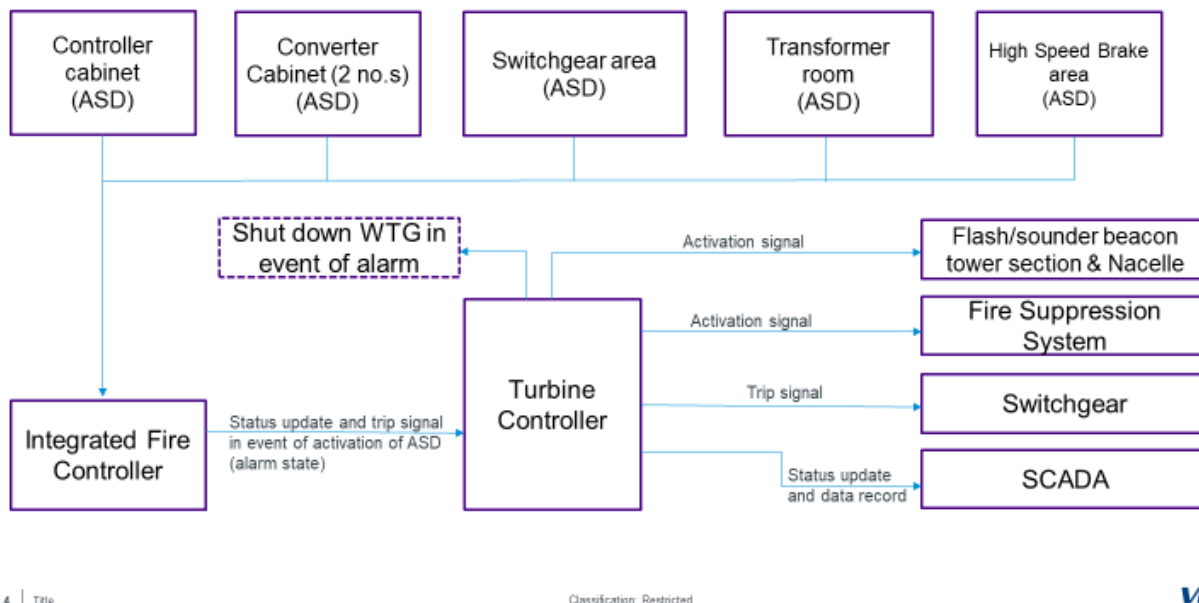 Controller
cabinet
(ASD)
Converter
Cabinet (2 no.s)
(ASD)
Switchgear area
(ASD)
Transformer
room
(ASD)
High Speed Brake
area
(ASD)
Shut down WTG in
event of alarm
Activation signal
Flash/sounder beacon
tower section & Nacelle
Activation signal
Fire Suppression
System
Turbine
Controller
Trip signal
Switchgear
Integrated Fire
Controller
Status update and trip signal
in event of activation of ASD
(alarm state)
Status update
and data record
SCADA
4 Title
Classification: Restricted